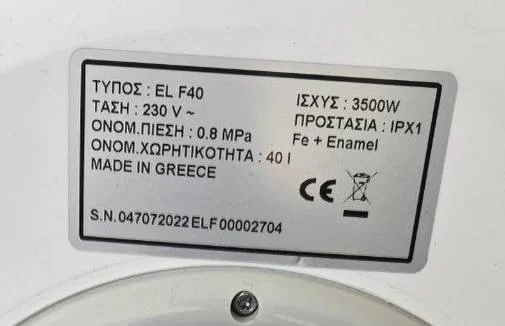 ΤΥΠΟΣ : EL F40
ΤΑΣΗ : 230 V ~
ΟΝΟΜ.ΠΙΕΣΗ : 0.8 MPa
ΟΝΟΜ.ΧΩΡΗΤΙΚΟΤΗΤΑ : 40 l
MADE IN GREECE
ΙΣΧΥΣ : 3500W
ΠΡΟΣΤΑΣΙΑ : IPX1
Fe + Enamel
CE
S.N. 047072022 ELF 00002704